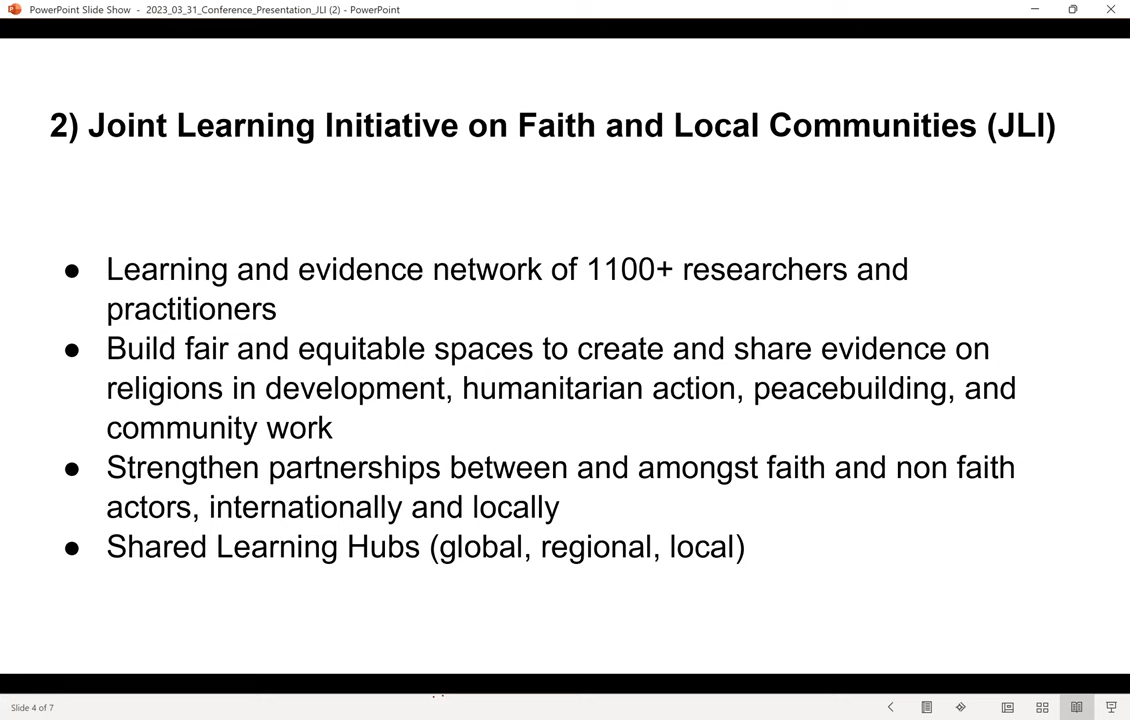 PowerPoint Slide Show - 2023_03_31_Conference_Presentation_JLI (2) - PowerPoint
2) Joint Learning Initiative on Faith and Local Communities (JLI)
● Learning and evidence network of 1100+ researchers and
practitioners
● Build fair and equitable spaces to create and share evidence on
religions in development, humanitarian action, peacebuilding, and
community work
● Strengthen partnerships between and amongst faith and non faith
actors, internationally and locally
● Shared Learning Hubs (global, regional, local)
Slide 4 of 7